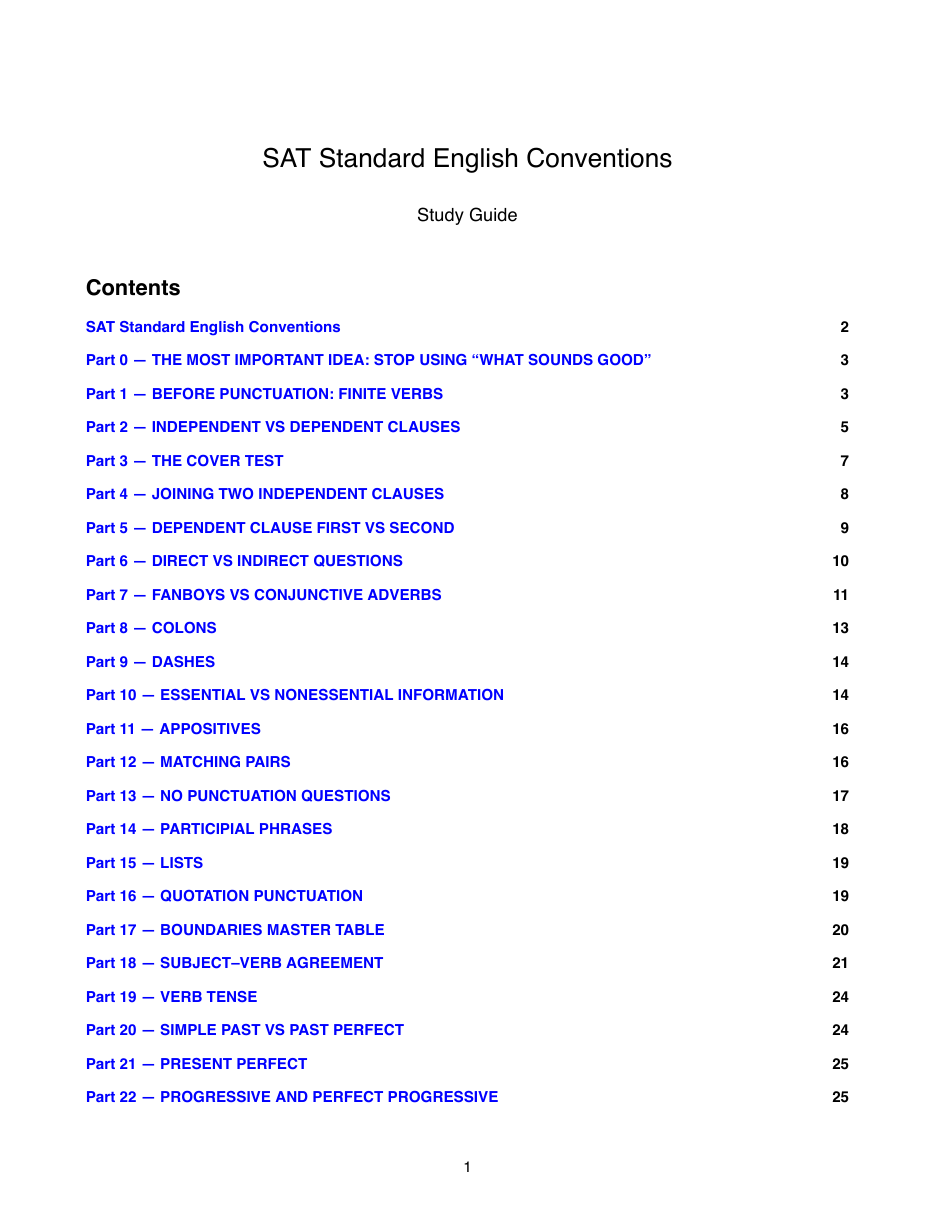 SAT Standard English Conventions
Study Guide
Contents
SAT Standard English Conventions 2
Part 0 — THE MOST IMPORTANT IDEA: STOP USING “WHAT SOUNDS GOOD” 3
Part 1 — BEFORE PUNCTUATION: FINITE VERBS 3
Part 2 — INDEPENDENT VS DEPENDENT CLAUSES 5
Part 3 — THE COVER TEST 7
Part 4 — JOINING TWO INDEPENDENT CLAUSES 8
Part 5 — DEPENDENT CLAUSE FIRST VS SECOND 9
Part 6 — DIRECT VS INDIRECT QUESTIONS 10
Part 7 — FANBOYS VS CONJUNCTIVE ADVERBS 11
Part 8 — COLONS 13
Part 9 — DASHES 14
Part 10 — ESSENTIAL VS NONESSENTIAL INFORMATION 14
Part 11 — APPOSITIVES 16
Part 12 — MATCHING PAIRS 16
Part 13 — NO PUNCTUATION QUESTIONS 17
Part 14 — PARTICIPIAL PHRASES 18
Part 15 — LISTS 19
Part 16 — QUOTATION PUNCTUATION 19
Part 17 — BOUNDARIES MASTER TABLE 20
Part 18 — SUBJECT–VERB AGREEMENT 21
Part 19 — VERB TENSE 24
Part 20 — SIMPLE PAST VS PAST PERFECT 24
Part 21 — PRESENT PERFECT 25
Part 22 — PROGRESSIVE AND PERFECT PROGRESSIVE 25
1